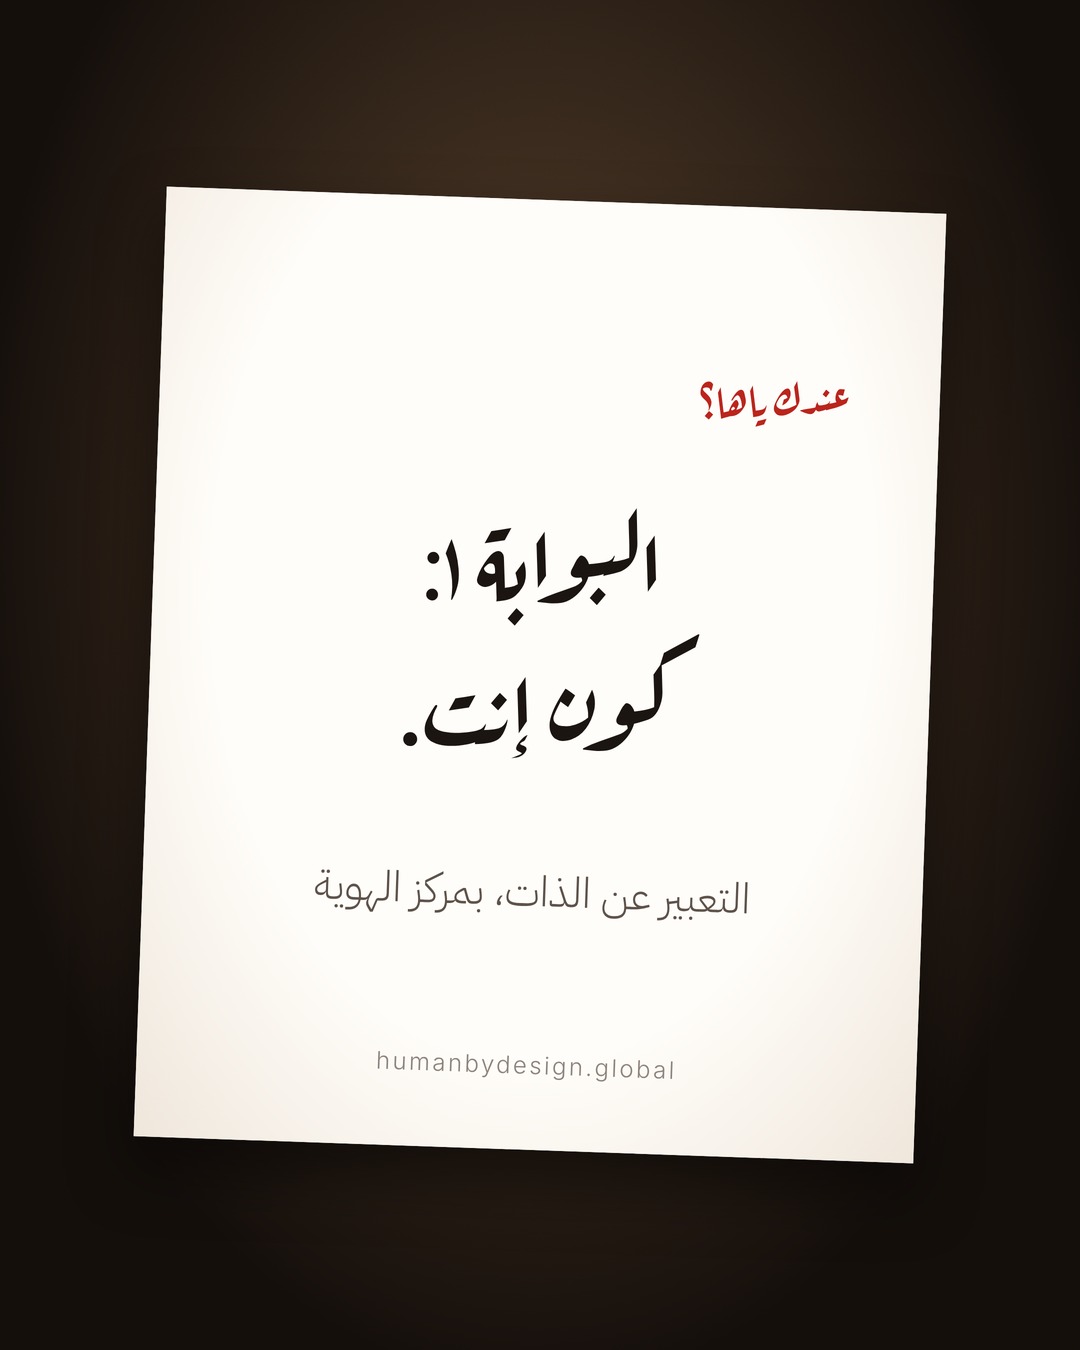 عندك ياها؟
البوابة ١:
كون إنت.
التعبير عن الذات، بمركز الهوية
humanbydesign.global